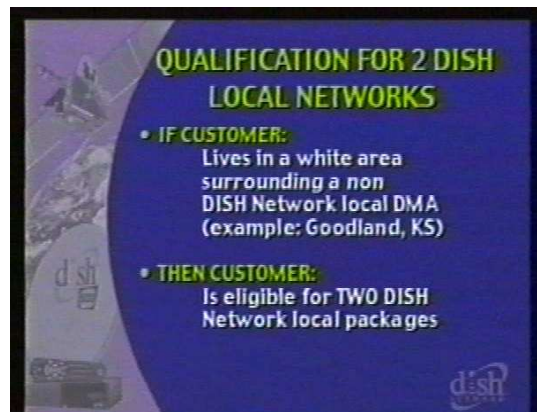 QUALIFICATION FOR 2 DISH
LOCAL NETWORKS
• IF CUSTOMER:
Lives in a white area
surrounding a non
DISH Network local DMA
(example: Goodland, KS)
• THEN CUSTOMER:
Is eligible for TWO DISH
Network local packages
dish
dish